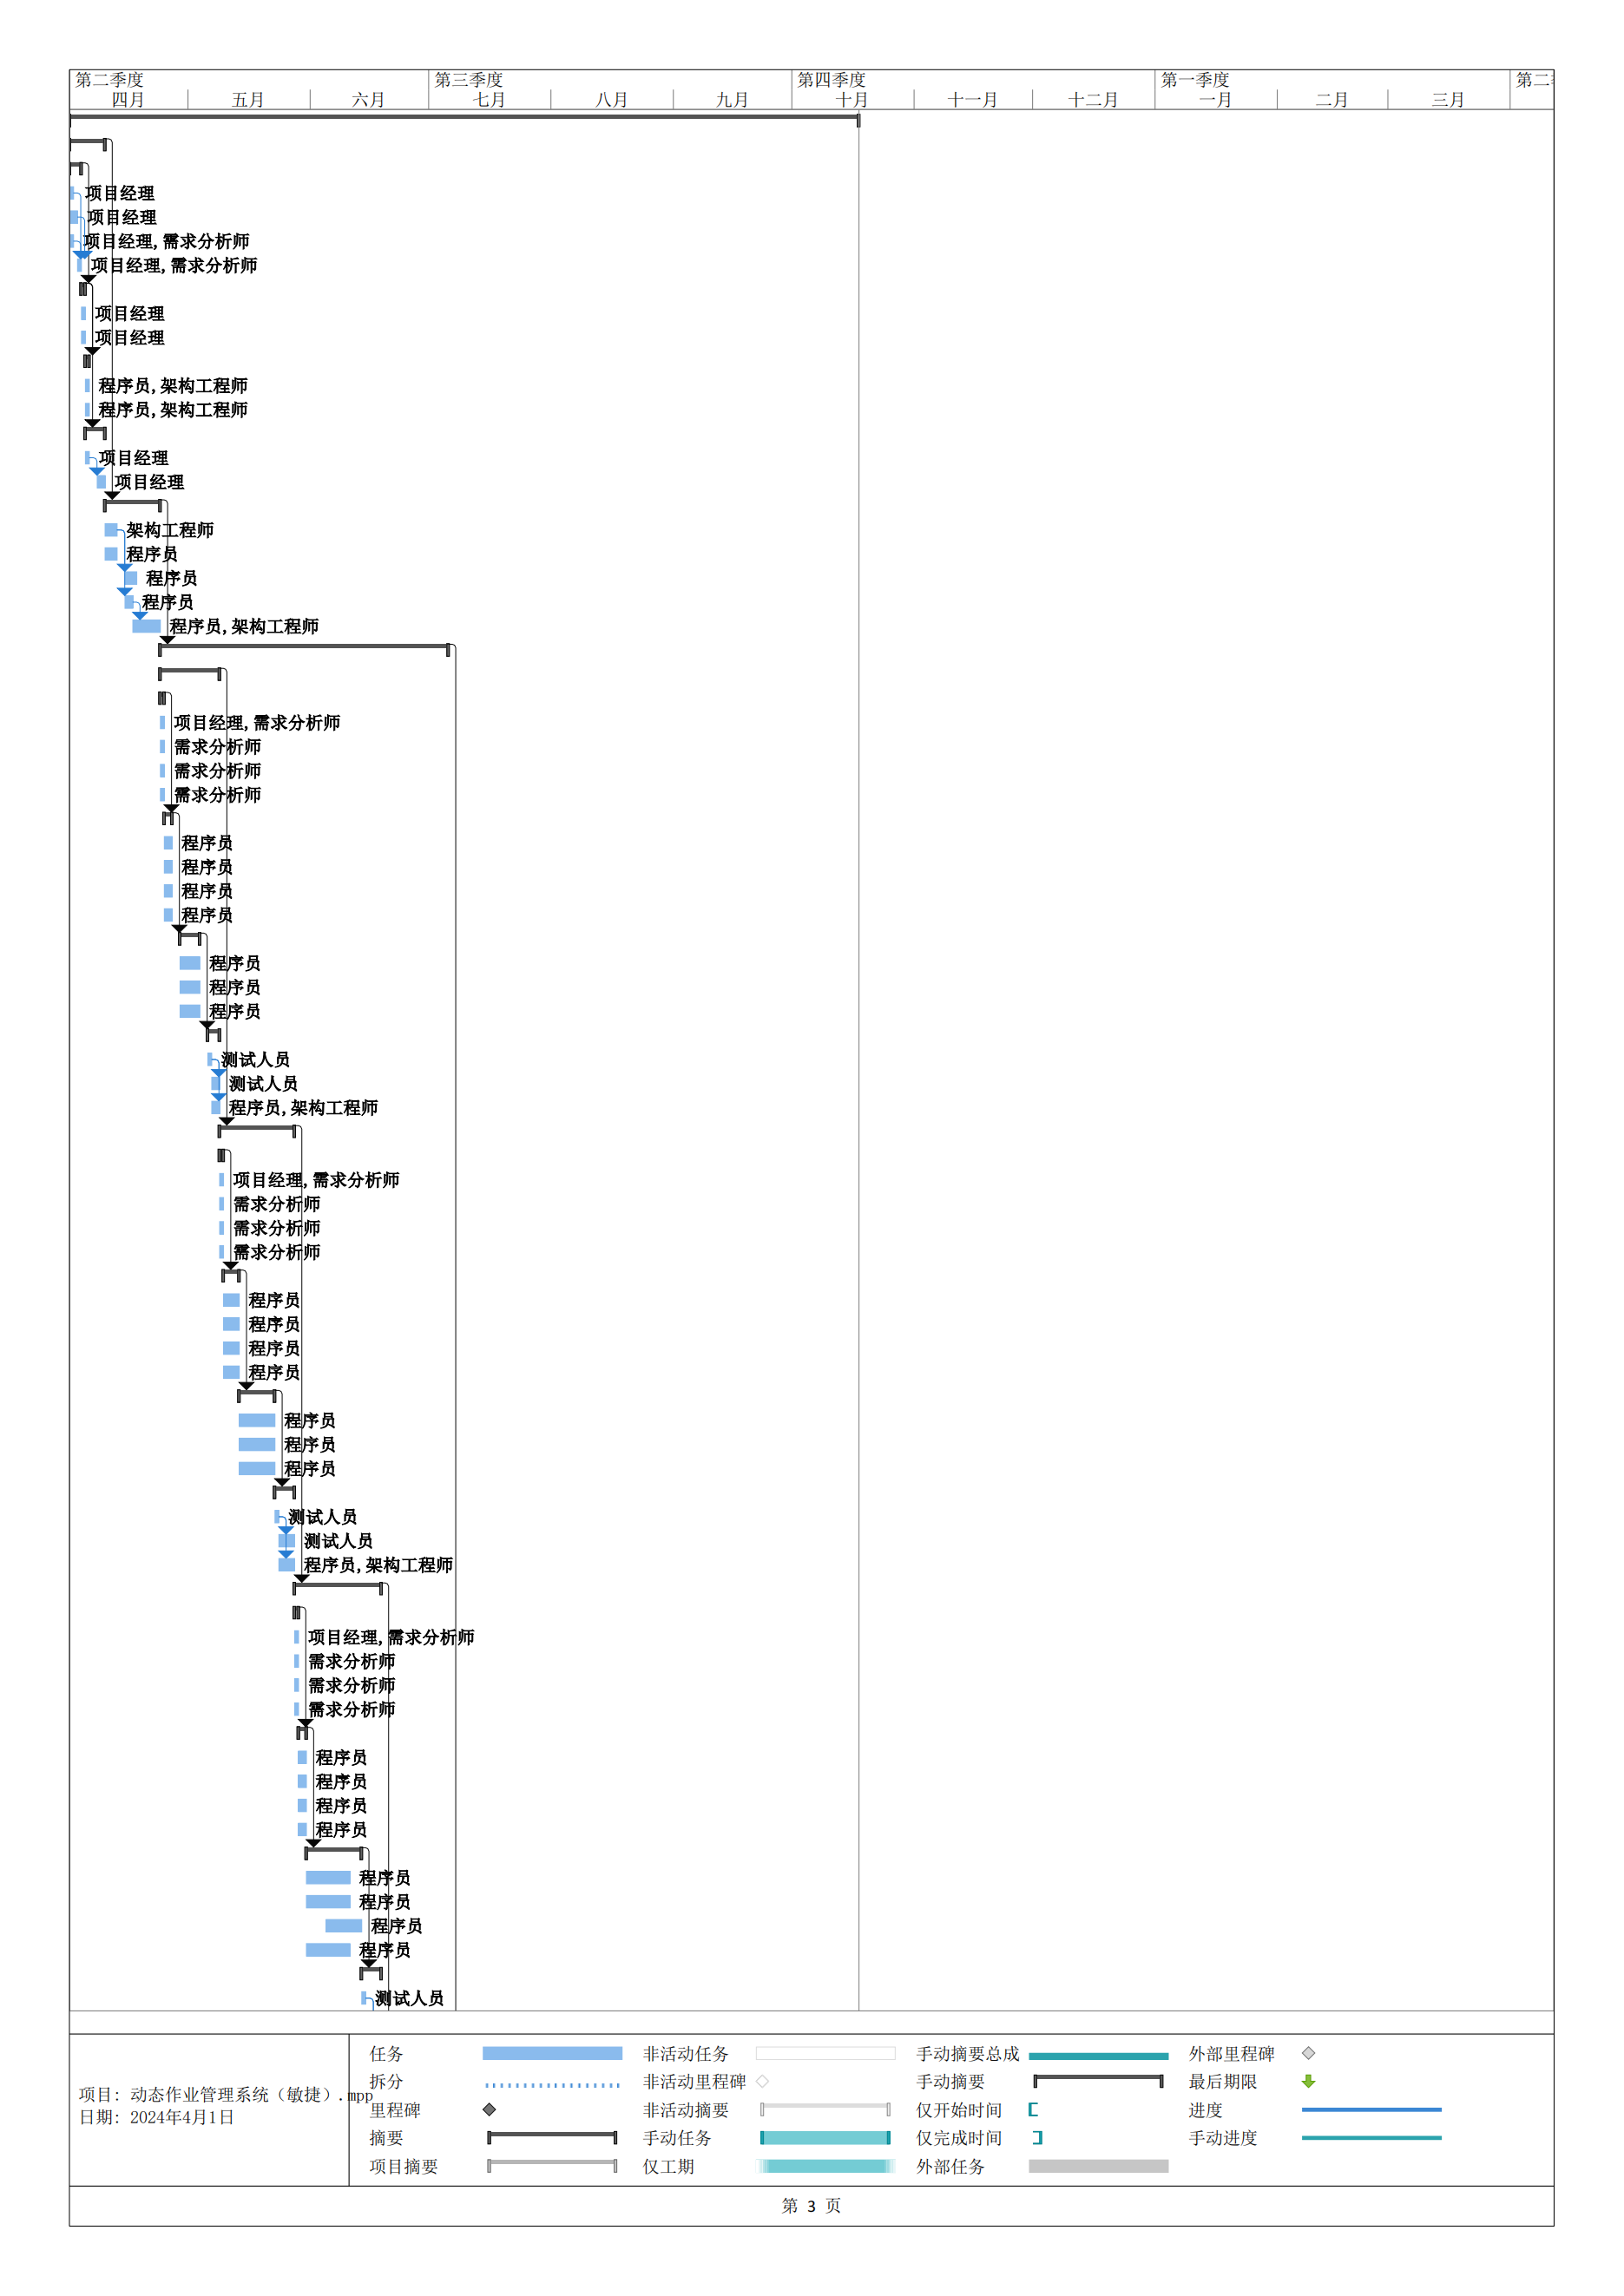 第二季度 第三季度 第四季度 第一季度 第二
四月 五月 六月 七月 八月 九月 十月 十一月 十二月 一月 二月 三月
项目经理
项目经理
项目经理,需求分析师
项目经理,需求分析师
项目经理
项目经理
程序员,架构工程师
程序员,架构工程师
项目经理
项目经理
架构工程师
程序员
程序员
程序员
程序员,架构工程师
项目经理,需求分析师
需求分析师
需求分析师
需求分析师
程序员
程序员
程序员
程序员
程序员
程序员
程序员
测试人员
测试人员
程序员,架构工程师
项目经理,需求分析师
需求分析师
需求分析师
需求分析师
程序员
程序员
程序员
程序员
程序员
程序员
程序员
测试人员
测试人员
程序员,架构工程师
项目经理,需求分析师
需求分析师
需求分析师
需求分析师
程序员
程序员
程序员
程序员
程序员
程序员
程序员
程序员
测试人员
项目: 动态作业管理系统（敏捷）.mpp
日期: 2024年4月1日
任务
拆分
里程碑
摘要
项目摘要
非活动任务
非活动里程碑
非活动摘要
手动任务
仅工期
手动摘要总成
手动摘要
仅开始时间
仅完成时间
外部任务
外部里程碑
最后期限
进度
手动进度
第 3 页